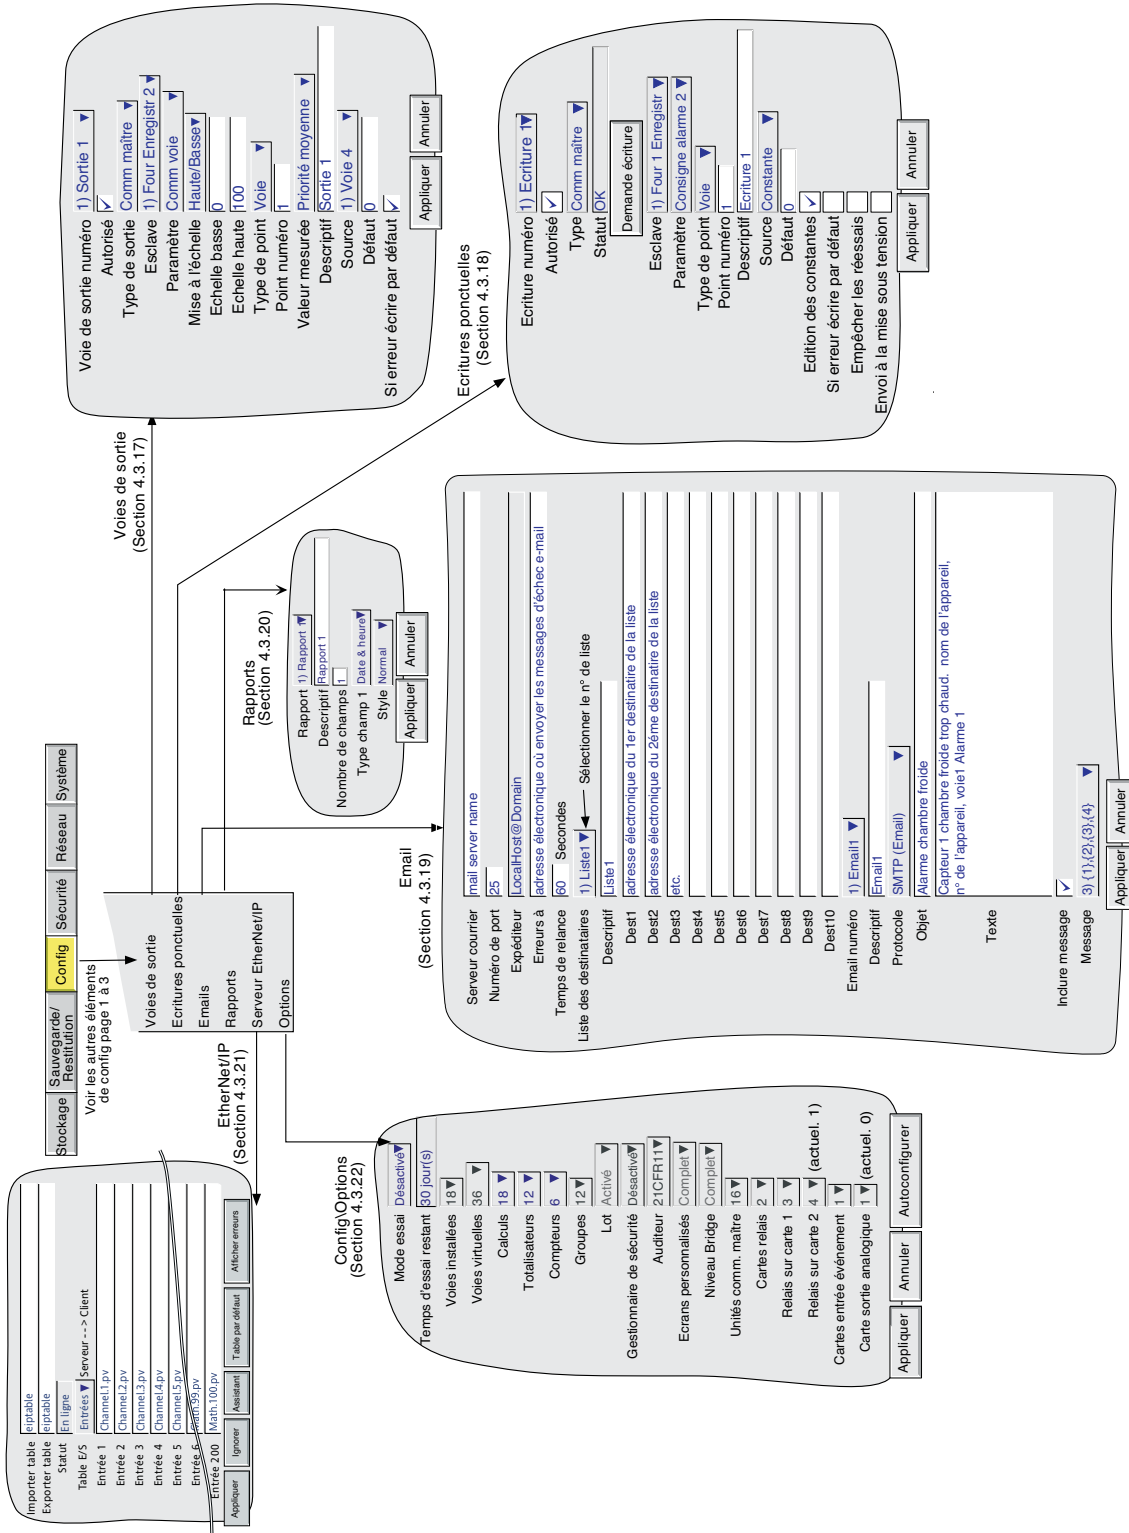 Stockage
Sauvegarde/
Restitution
Config
Sécurité
Réseau
Système
Voir les autres éléments
de config page 1 à 3
Voies de sortie
Ecritures ponctuelles
Emails
Rapports
Serveur EtherNet/IP
Options
EtherNet/IP
(Section 4.3.21)
Importer table eiptable
Exporter table eiptable
Statut En ligne
Table E/S Entrées Serveur - - > Client
Entrée 1 Channel.1.pv
Entrée 2 Channel.2.pv
Entrée 3 Channel.3.pv
Entrée 4 Channel.4.pv
Entrée 5 Channel.5.pv
Entrée 6 Math.99.pv
Entrée 200 Math.100.pv
Appliquer Ignorer Assistant Table par défaut Afficher erreurs
Config\Options
(Section 4.3.22)
Mode essai Désactivé
Temps d'essai restant 30 jour(s)
Voies installées 18
Voies virtuelles 36
Calculs 18
Totalisateurs 12
Compteurs 6
Groupes 12
Lot Activé
Gestionnaire de sécurité Désactivé
Auditeur 21CFR11
Ecrans personnalisés Complet
Niveau Bridge Complet
Unités comm. maître 16
Cartes relais 2
Relais sur carte 1 3
Relais sur carte 2 4 (actuel. 1)
Cartes entrée événement 1
Carte sortie analogique 1 (actuel. 0)
Appliquer Annuler Autoconfigurer
Email
(Section 4.3.19)
Serveur courrier mail server name
Numéro de port 25
Expéditeur LocalHost@Domain
Erreurs à adresse électronique où envoyer les messages d'échec e-mail
Temps de relance 60 Secondes
Liste des destinataires 1) Liste1 Sélectionner le n° de liste
Descriptif Liste1
Dest1 adresse électronique du 1er destinatire de la liste
Dest2 adresse électronique du 2éme destinatire de la liste
Dest3 etc.
Dest4
Dest5
Dest6
Dest7
Dest8
Dest9
Dest10
Email numéro 1) Email1
Descriptif Email1
Protocole SMTP (Email)
Objet Alarme chambre froide
Texte Capteur 1 chambre froide trop chaud. nom de l'appareil,
n° de l'appareil, voie1 Alarme 1
Inclure message
Message 3) {1},{2},{3},{4}
Appliquer Annuler
Rapports
(Section 4.3.20)
Rapport 1) Rapport 1
Descriptif Rapport 1
Nombre de champs 1
Type champ 1 Date & heure
Style Normal
Appliquer Annuler
Voies de sortie
(Section 4.3.17)
Voie de sortie numéro 1) Sortie 1
Autorisé
Type de sortie Comm maître
Esclave 1) Four Enregistr 2
Paramètre Comm voie
Mise à l'échelle Haute/Basse
Echelle basse 0
Echelle haute 100
Type de point Voie
Point numéro 1
Valeur mesurée Priorité moyenne
Descriptif Sortie 1
Source 1) Voie 4
Défaut 0
Si erreur écrire par défaut
Appliquer Annuler
Ecritures ponctuelles
(Section 4.3.18)
Ecriture numéro 1) Ecriture 1
Autorisé
Type Comm maître
Statut OK
Demande écriture
Esclave 1) Four 1 Enregistr
Paramètre Consigne alarme 2
Type de point Voie
Point numéro 1
Descriptif Ecriture 1
Source Constante
Défaut 0
Edition des constantes
Si erreur écrire par défaut
Empêcher les réessais
Envoi à la mise sous tension
Appliquer Annuler